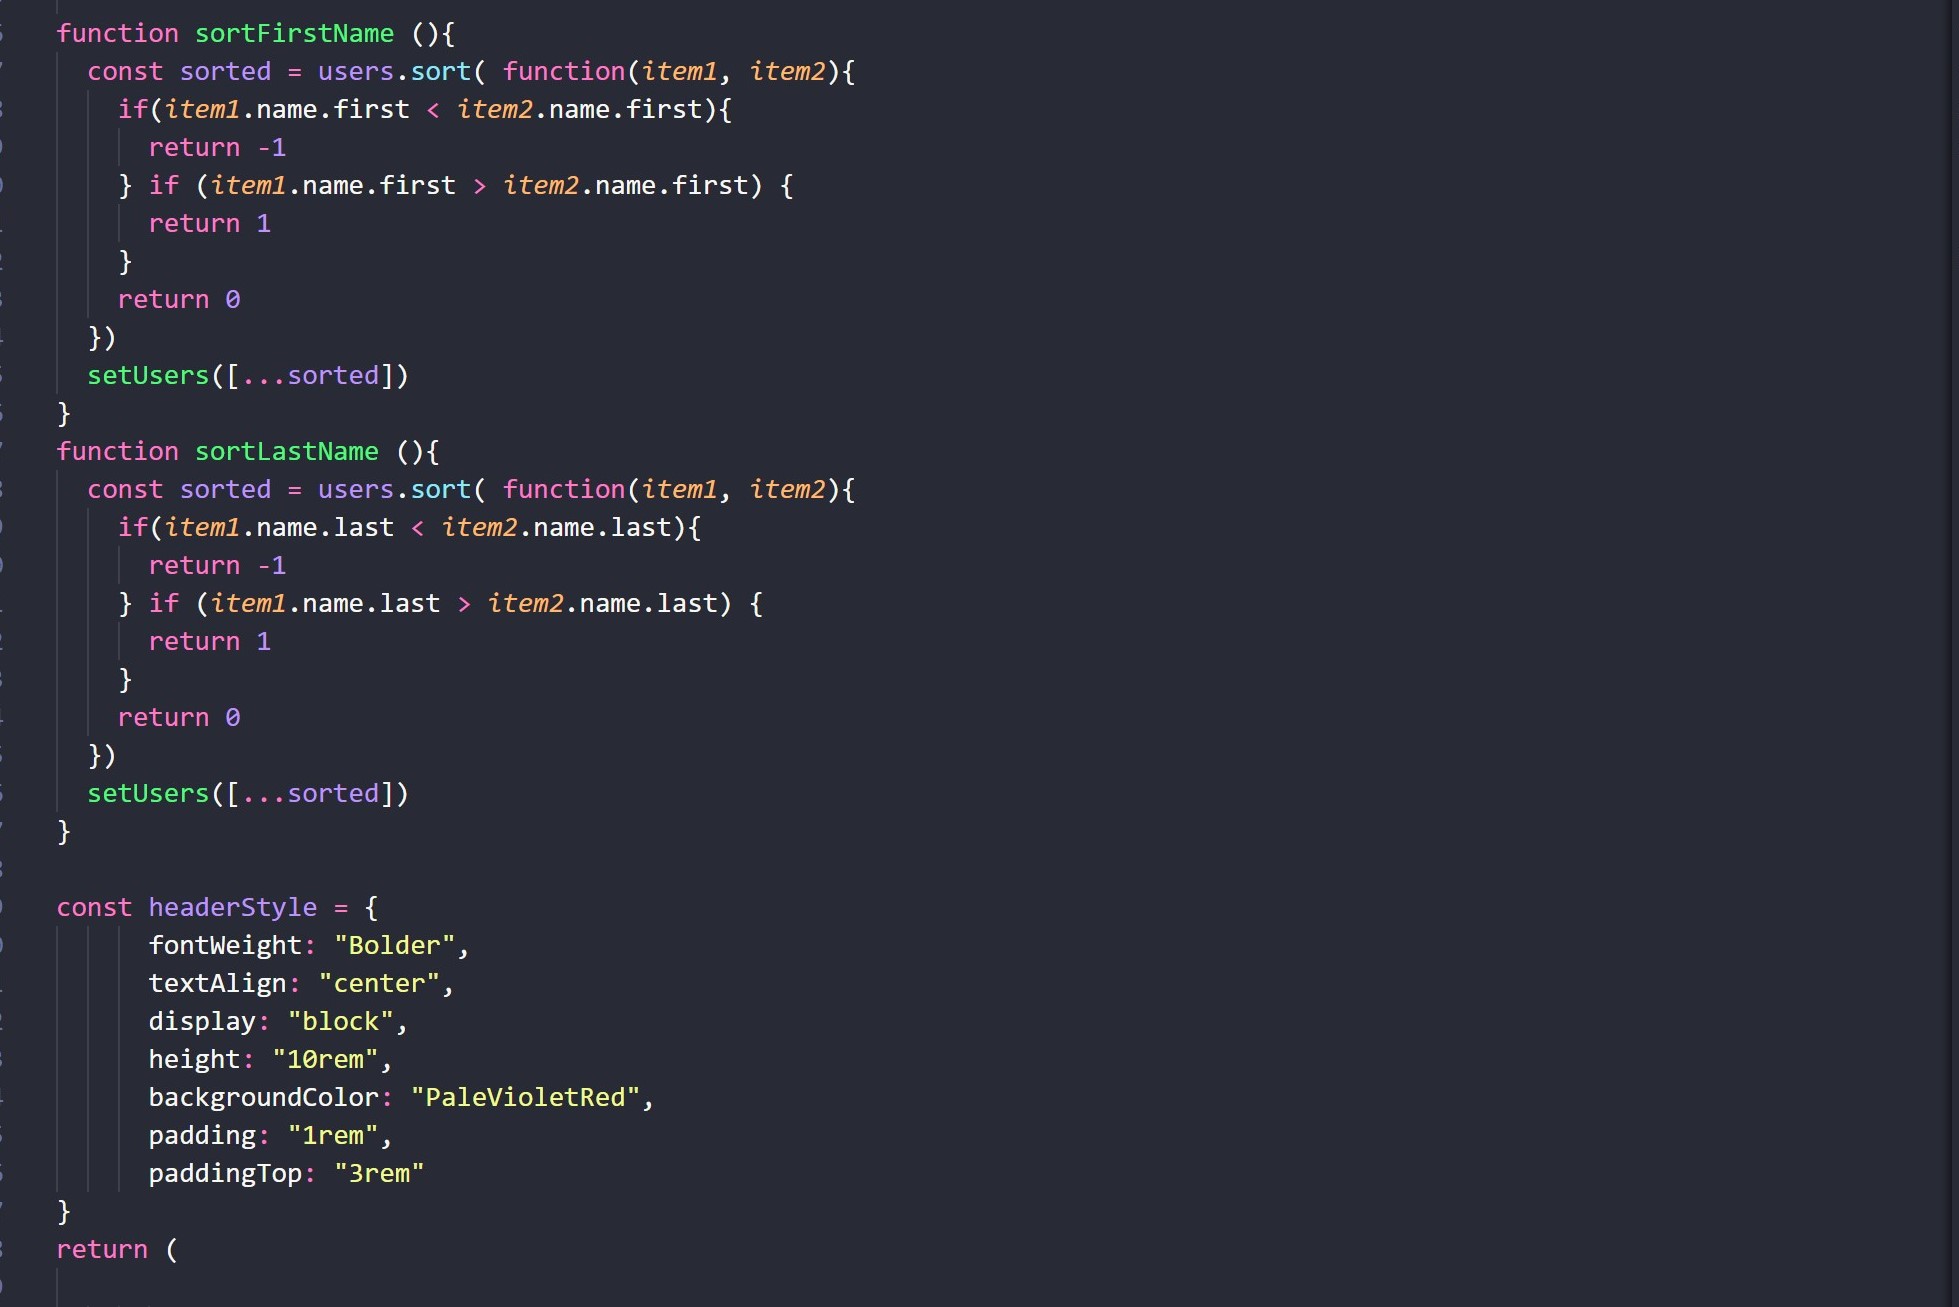 function sortFirstName (){
const sorted = users.sort( function(item1, item2){
if(item1.name.first < item2.name.first){
return -1
} if (item1.name.first > item2.name.first) {
return 1
}
return 0
})
setUsers([...sorted])
}
function sortLastName (){
const sorted = users.sort( function(item1, item2){
if(item1.name.last < item2.name.last){
return -1
} if (item1.name.last > item2.name.last) {
return 1
}
return 0
})
setUsers([...sorted])
}
const headerStyle = {
fontWeight: "Bolder",
textAlign: "center",
display: "block",
height: "10rem",
backgroundColor: "PaleVioletRed",
padding: "1rem",
paddingTop: "3rem"
}
return (